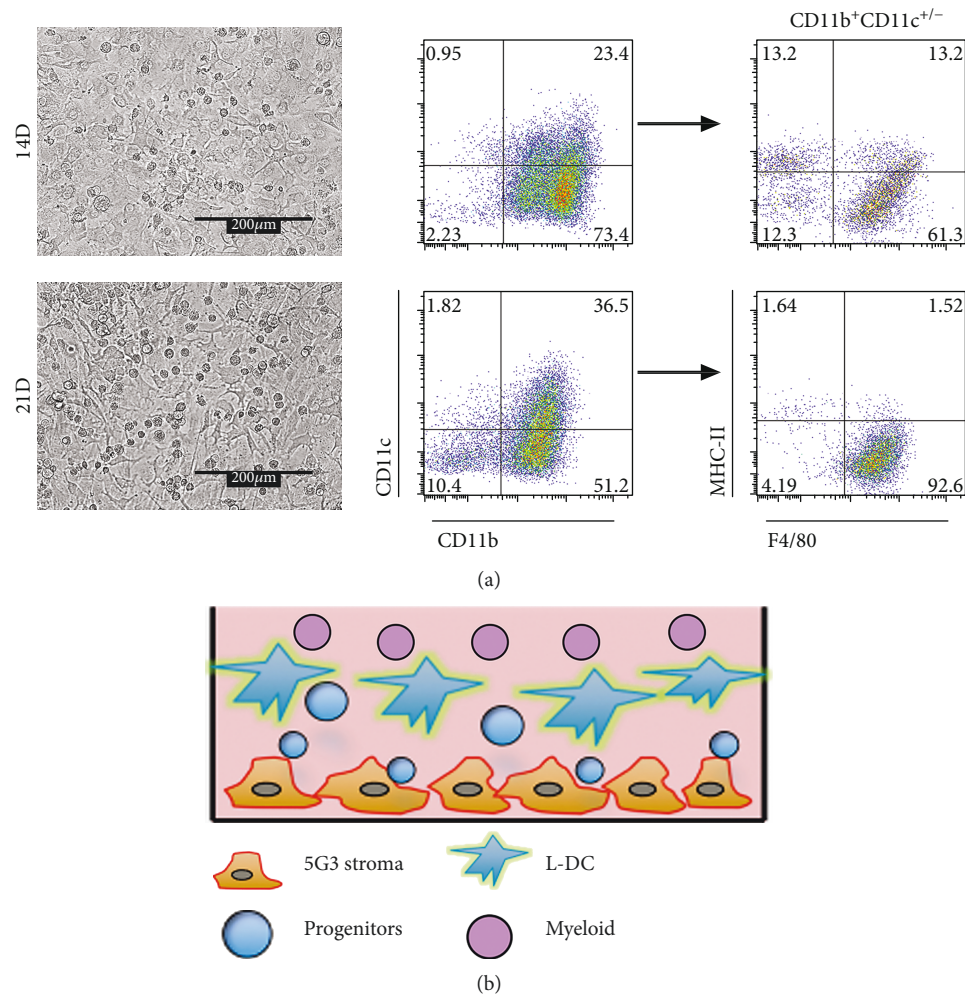 CD11b⁺CD11c⁺/⁻
14D
200μm
0.95 23.4
2.23 73.4
13.2 13.2
12.3 61.3
21D
200μm
CD11c
1.82 36.5
10.4 51.2
CD11b
MHC-II
1.64 1.52
4.19 92.6
F4/80
(a)
5G3 stroma
L-DC
Progenitors
Myeloid
(b)